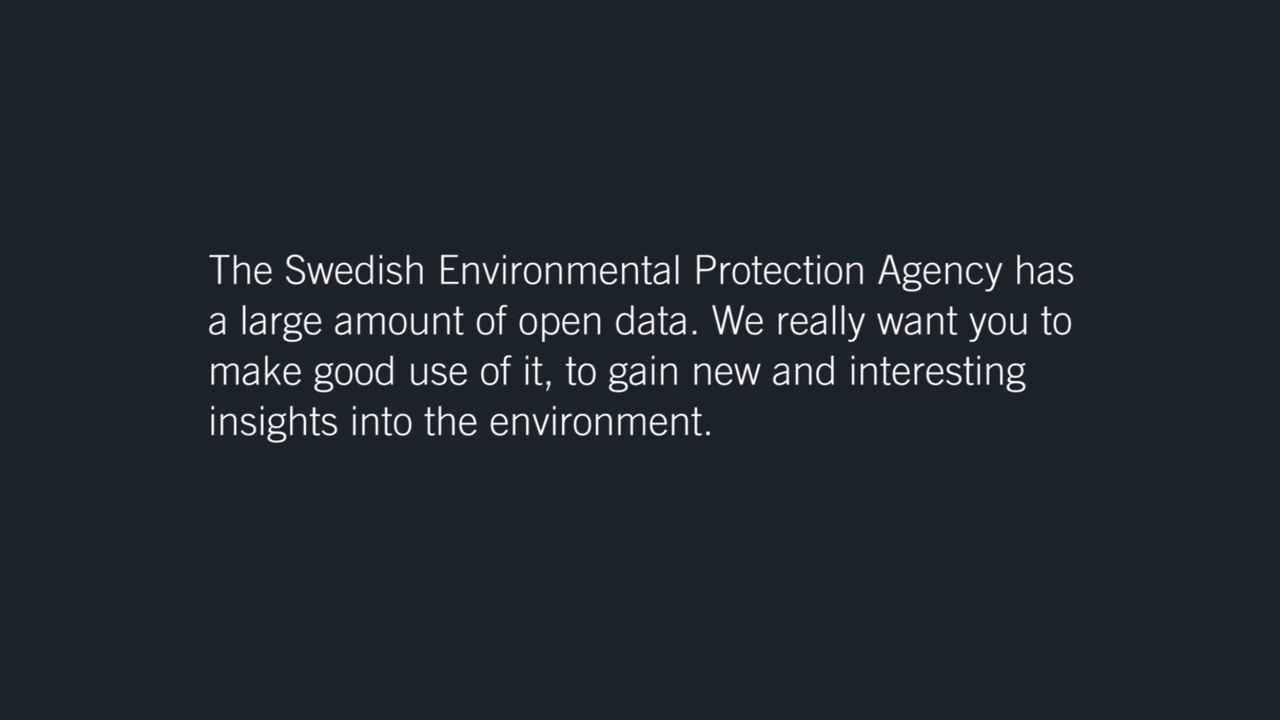 The Swedish Environmental Protection Agency has
a large amount of open data. We really want you to
make good use of it, to gain new and interesting
insights into the environment.